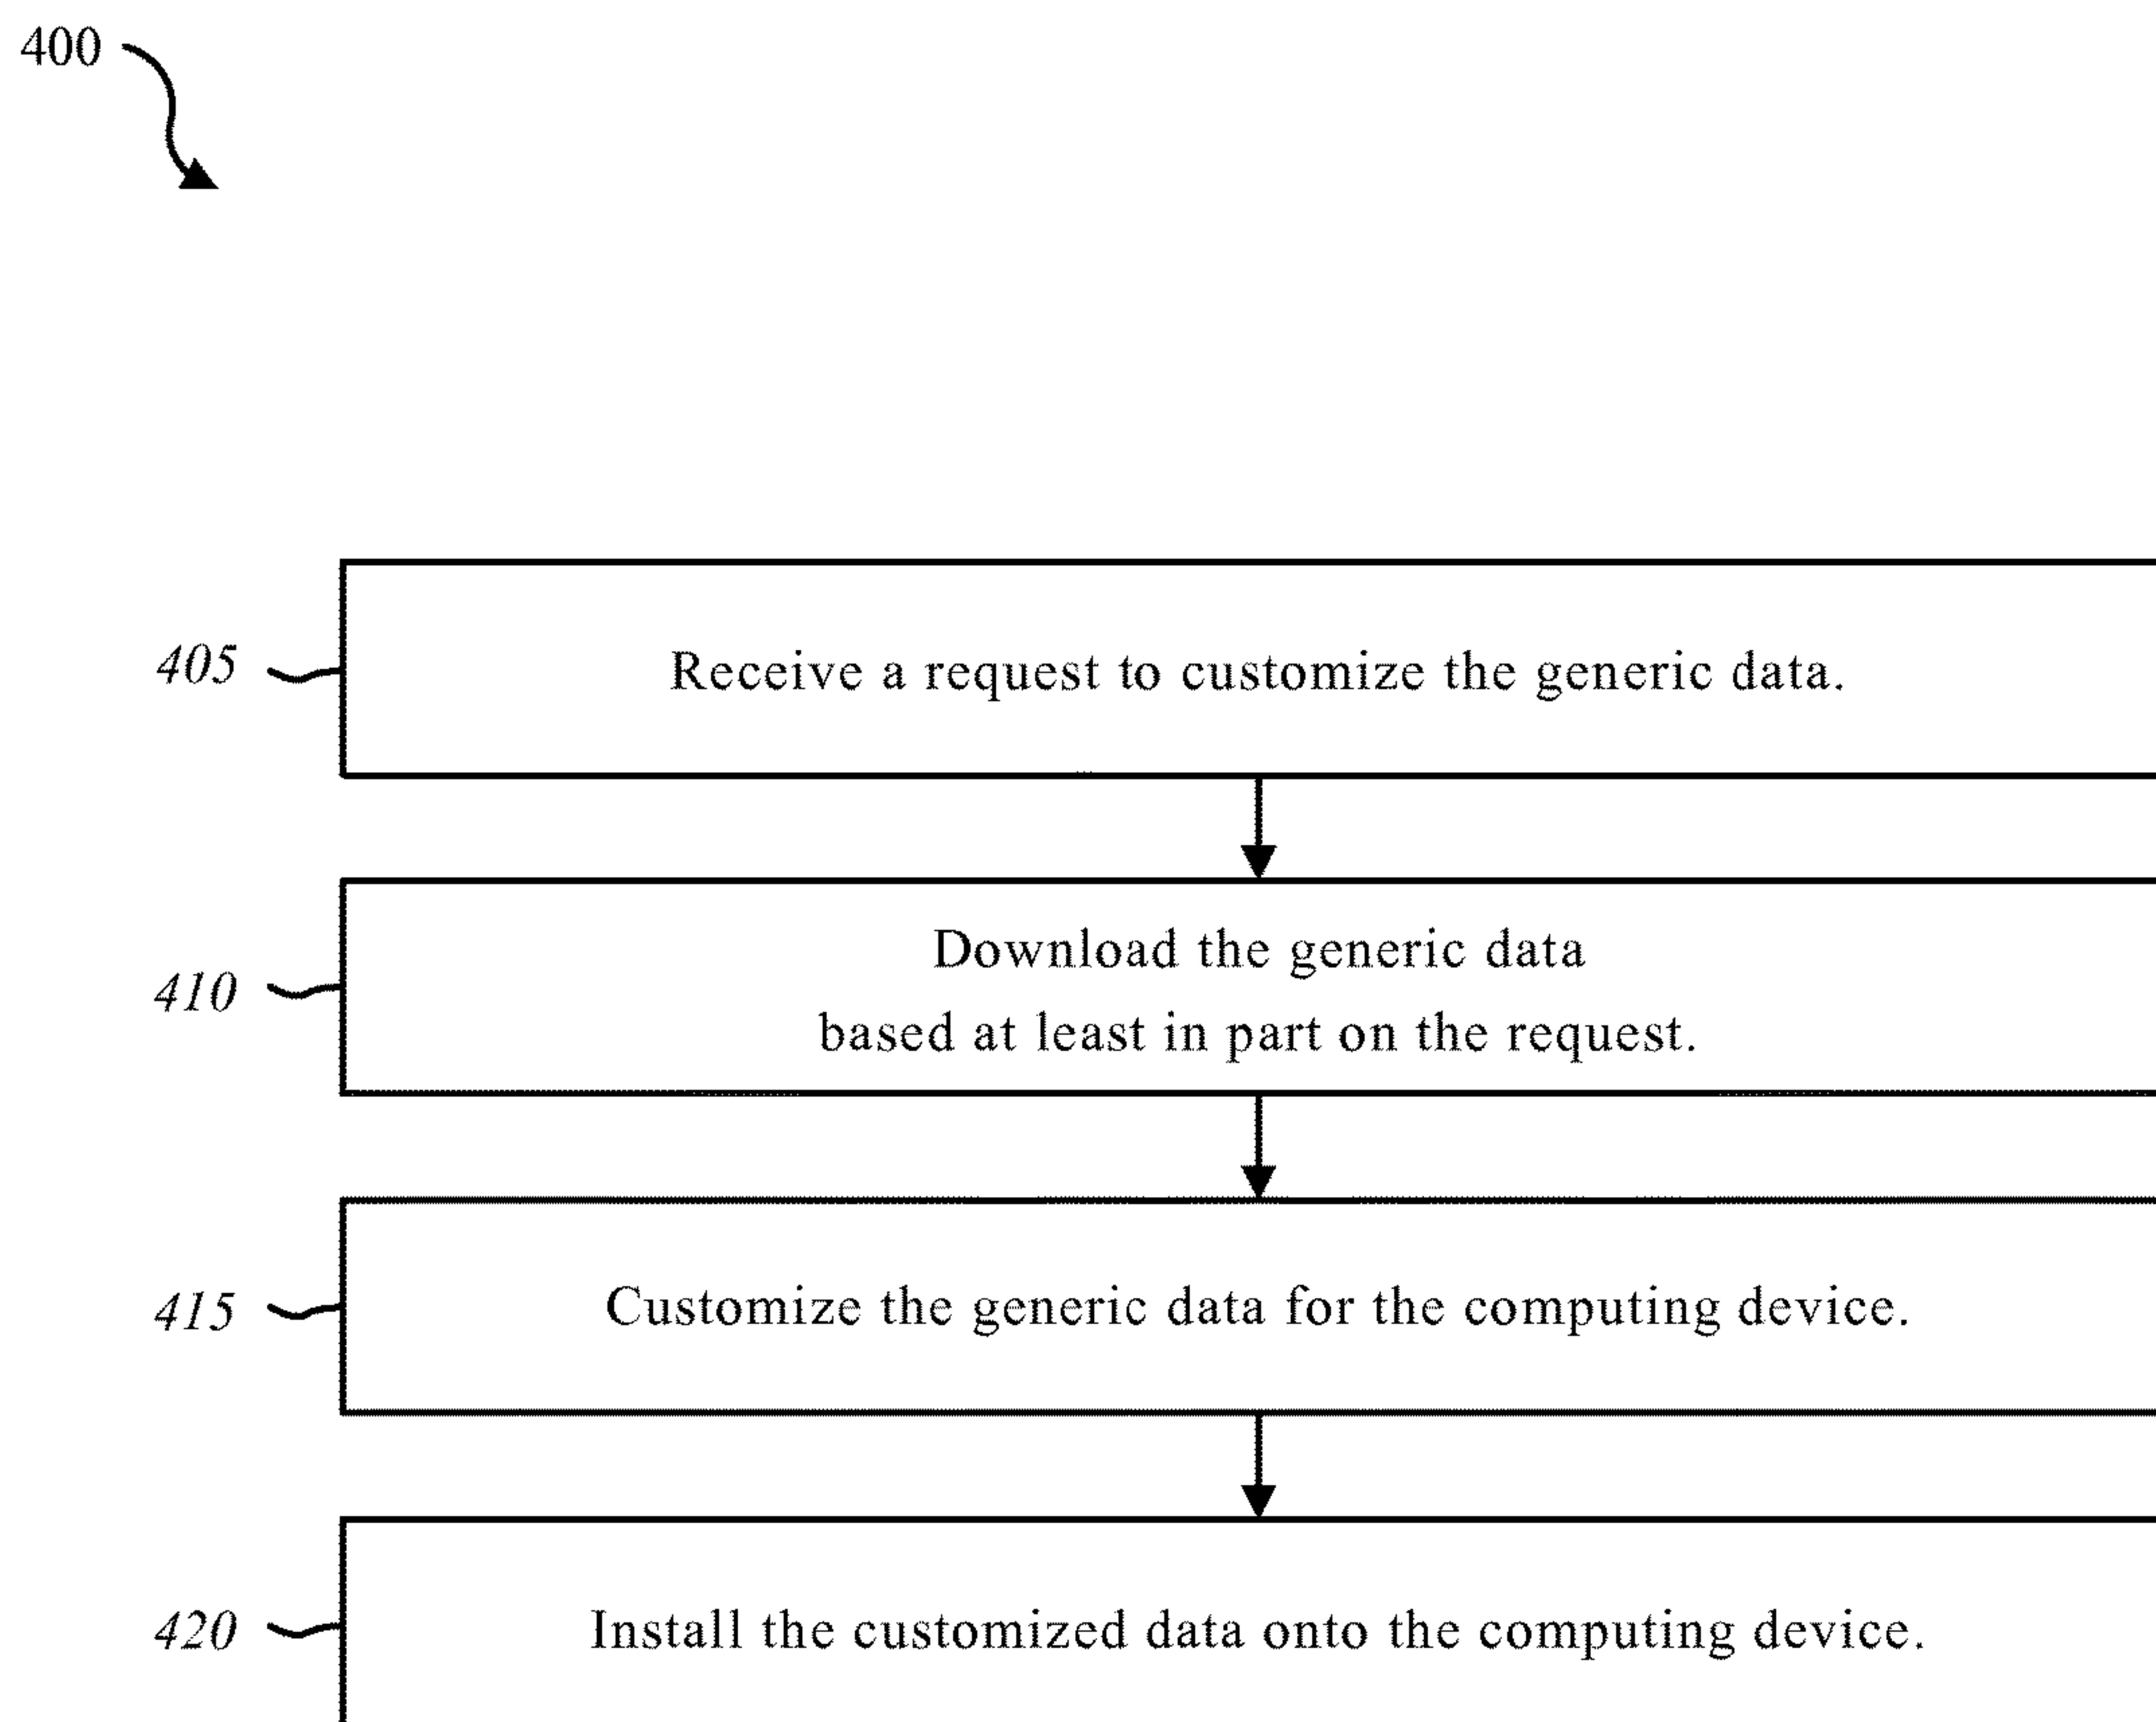 400
405
Receive a request to customize the generic data.
410
Download the generic data
based at least in part on the request.
415
Customize the generic data for the computing device.
420
Install the customized data onto the computing device.